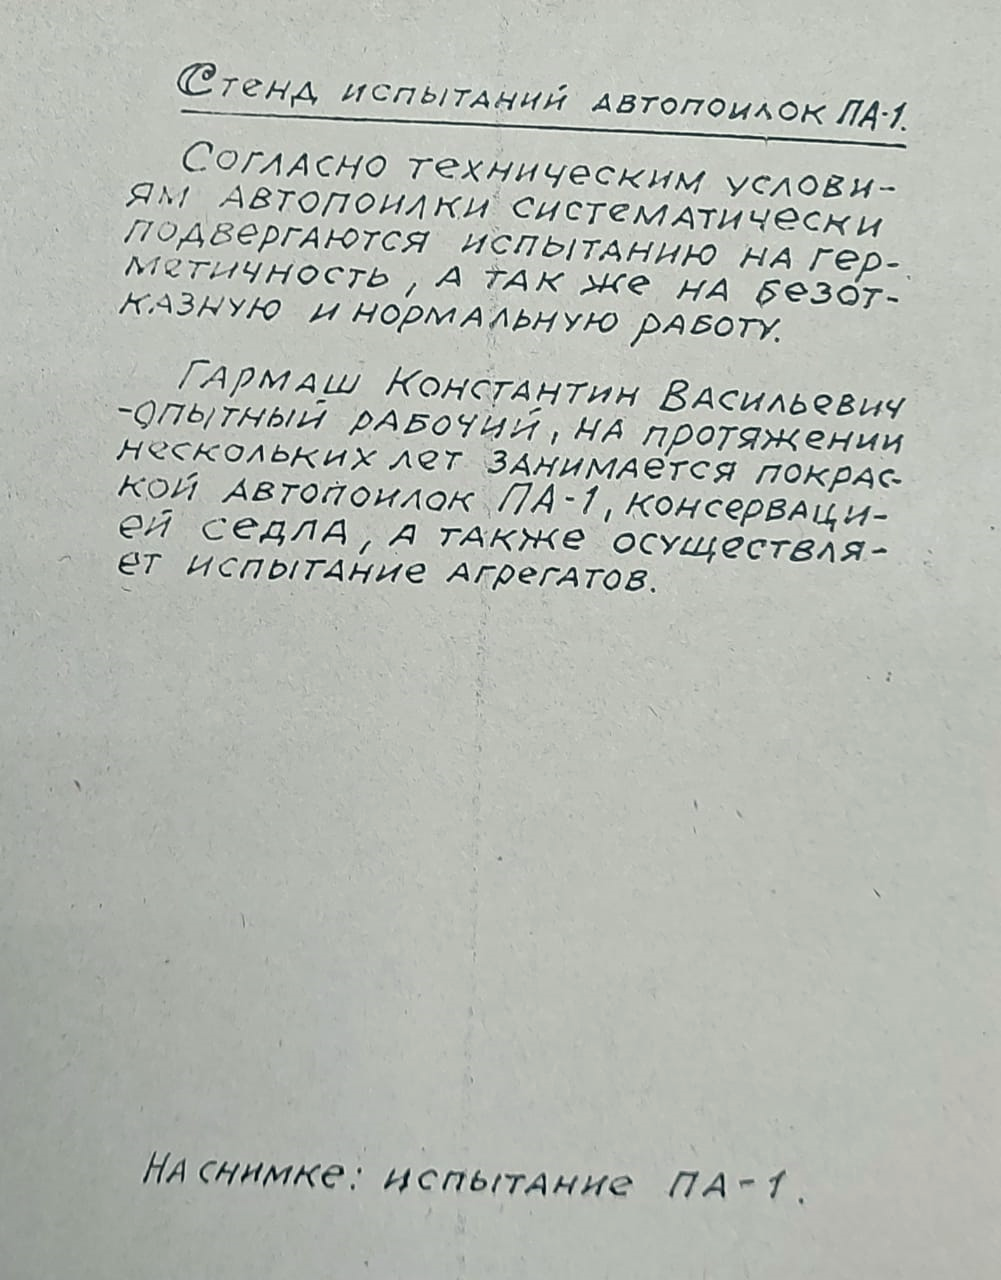 Стенд испытаний автопоилок ПА-1.
Согласно техническим услови-
ям автопоилки систематически
подвергаются испытанию на гер-
метичность, а так же на безот-
казную и нормальную работу.
Гармаш Константин Васильевич
-опытный рабочий, на протяжении
нескольких лет занимается покрас-
кой автопоилок ПА-1, консерваци-
ей седла, а также осуществля-
ет испытание агрегатов.
На снимке: испытание ПА-1.